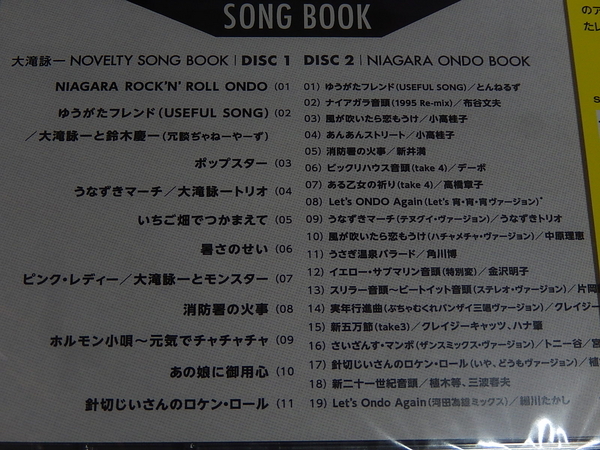 SONG BOOK
大滝詠一 NOVELTY SONG BOOK | DISC 1
NIAGARA ROCK'N' ROLL ONDO (01
ゆうがたフレンド(USEFUL SONG) (02
／大滝詠一と鈴木慶一(冗談ぢゃねーやーず)
ポップスター (03
うなずきマーチ／大滝詠一トリオ (04
いちご畑でつかまえて (05
暑さのせい (06
ピンク・レディー／大滝詠一とモンスター (07
消防署の火事 (08
ホルモン小唄～元気でチャチャチャ (09
あの娘に御用心 (10
針切じいさんのロケン・ロール (11
DISC 2 | NIAGARA ONDO BOOK
01) ゆうがたフレンド(USEFUL SONG)／とんねるず
02) ナイアガラ音頭(1995 Re-mix)／布谷文夫
03) 風が吹いたら恋もうけ／小高桂子
04) あんあんストリート／小高桂子
05) 消防署の火事／新井満
06) ビックリハウス音頭(take 4)／デーボ
07) ある乙女の祈り(take 4)／高橋章子
08) Let's ONDO Again(Let's 宵・宵・宵ヴァージョン)*
09) うなずきマーチ(テヌグイ・ヴァージョン)／うなずきトリオ
10) 風が吹いたら恋もうけ(ハチャメチャ・ヴァージョン)／中原理恵
11) うさぎ温泉バラード／角川博
12) イエロー・サブマリン音頭(特別変)／金沢明子
13) スリラー音頭～ビートイット音頭(ステレオ・ヴァージョン)／片岡
14) 実年行進曲(ぶちゃむくれバンザイ三唱ヴァージョン)／クレイジー
15) 新五万節(take3)／クレイジーキャッツ、ハナ肇
16) さいざんす・マンボ(ザンスミックス・ヴァージョン)／トニー谷／宮
17) 針切じいさんのロケン・ロール(いや、どうもヴァージョン)／植
18) 新二十一世紀音頭／植木等、三波春夫
19) Let's Ondo Again(河田為雄ミックス)／細川たかし
のア
たレ